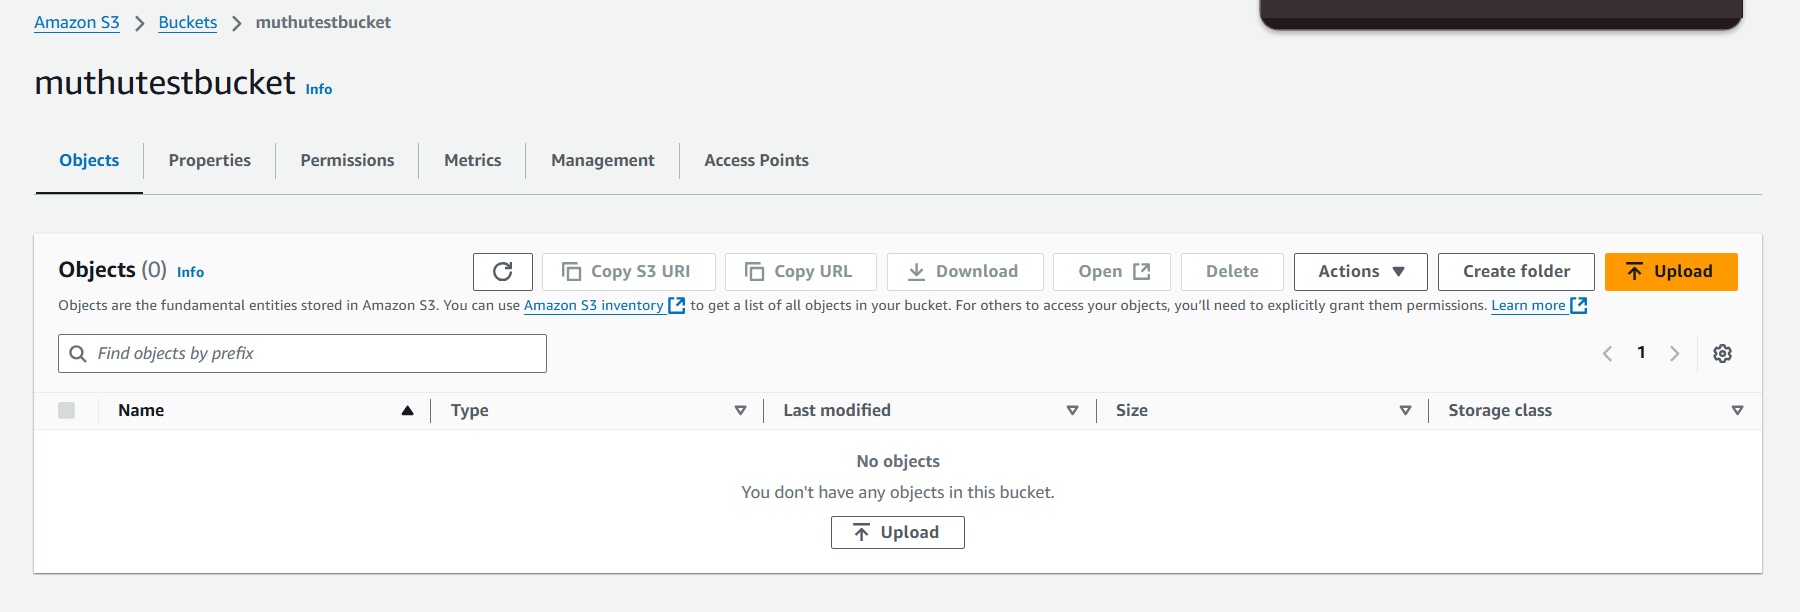 Amazon S3 > Buckets > muthutestbucket
muthutestbucket Info
Objects Properties Permissions Metrics Management Access Points
Objects (0) Info Copy S3 URI Copy URL Download Open Delete Actions Create folder Upload
Objects are the fundamental entities stored in Amazon S3. You can use Amazon S3 inventory to get a list of all objects in your bucket. For others to access your objects, you’ll need to explicitly grant them permissions. Learn more
Find objects by prefix 1
Name Type Last modified Size Storage class
No objects
You don't have any objects in this bucket.
Upload